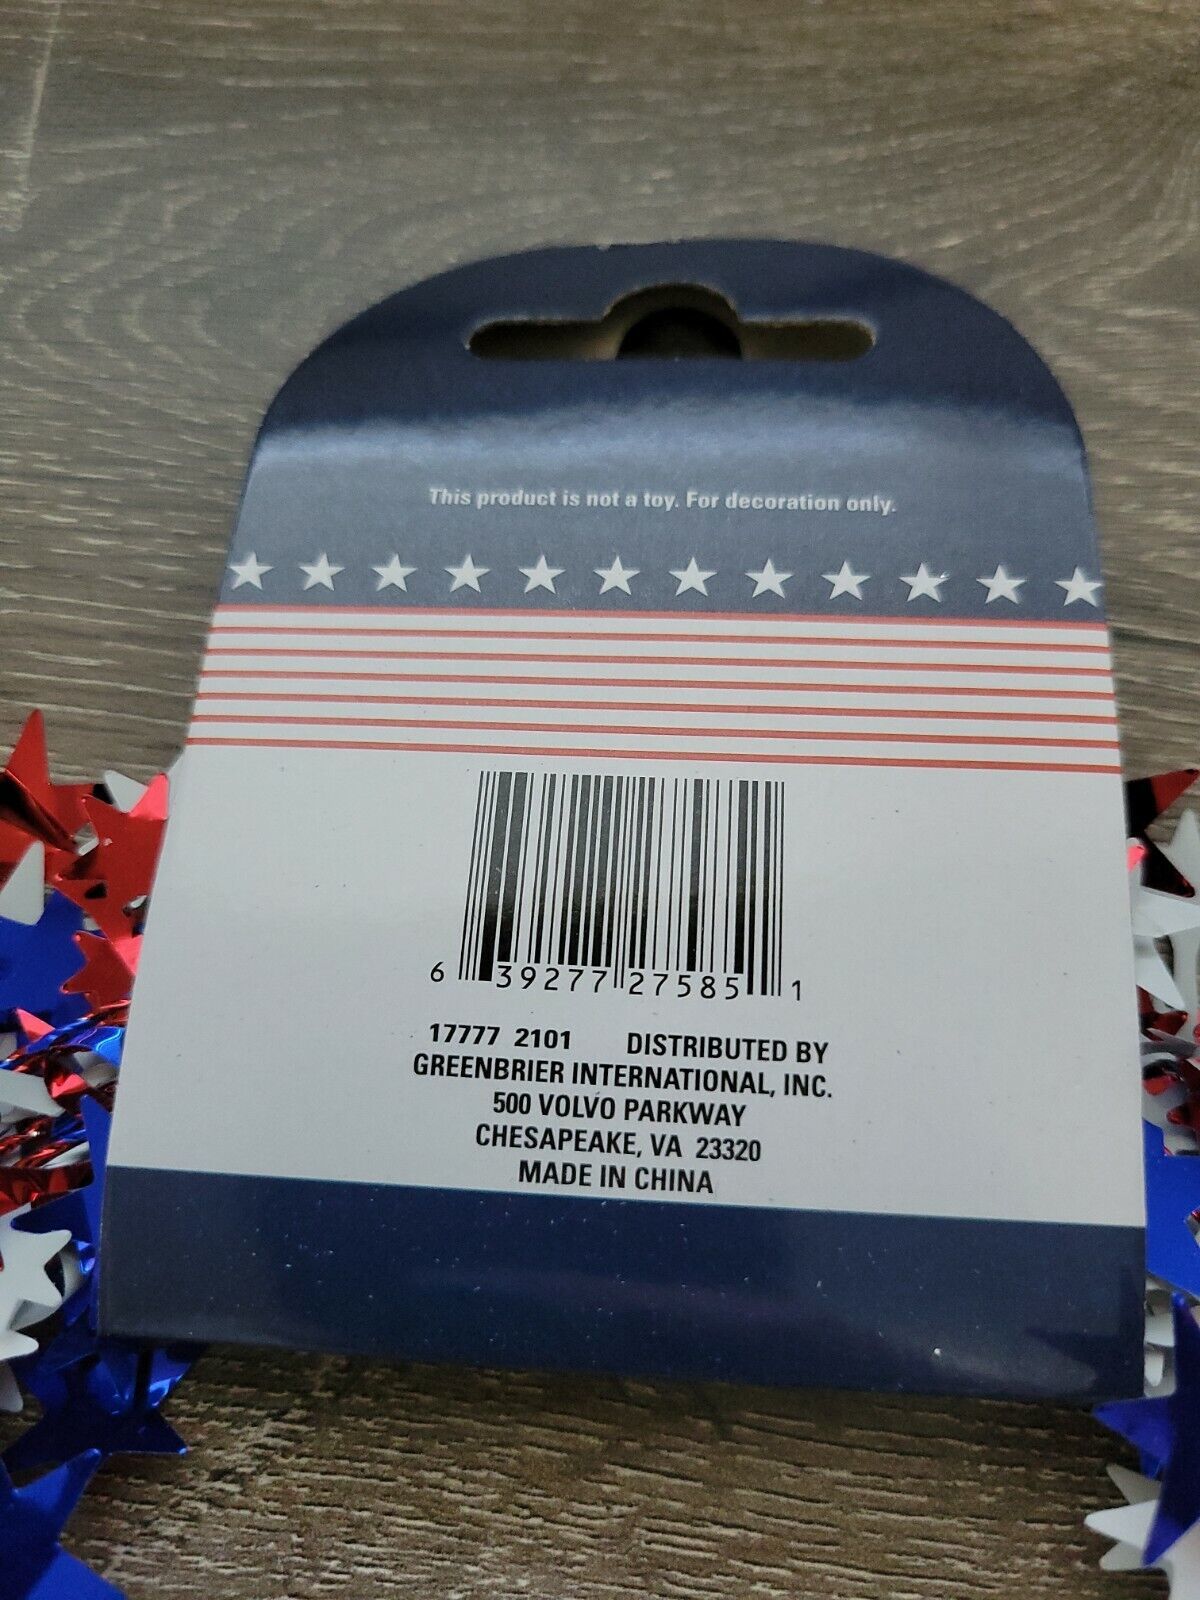 This product is not a toy. For decoration only.
6 39277 27585 1
17777 2101 DISTRIBUTED BY
GREENBRIER INTERNATIONAL, INC.
500 VOLVO PARKWAY
CHESAPEAKE, VA 23320
MADE IN CHINA